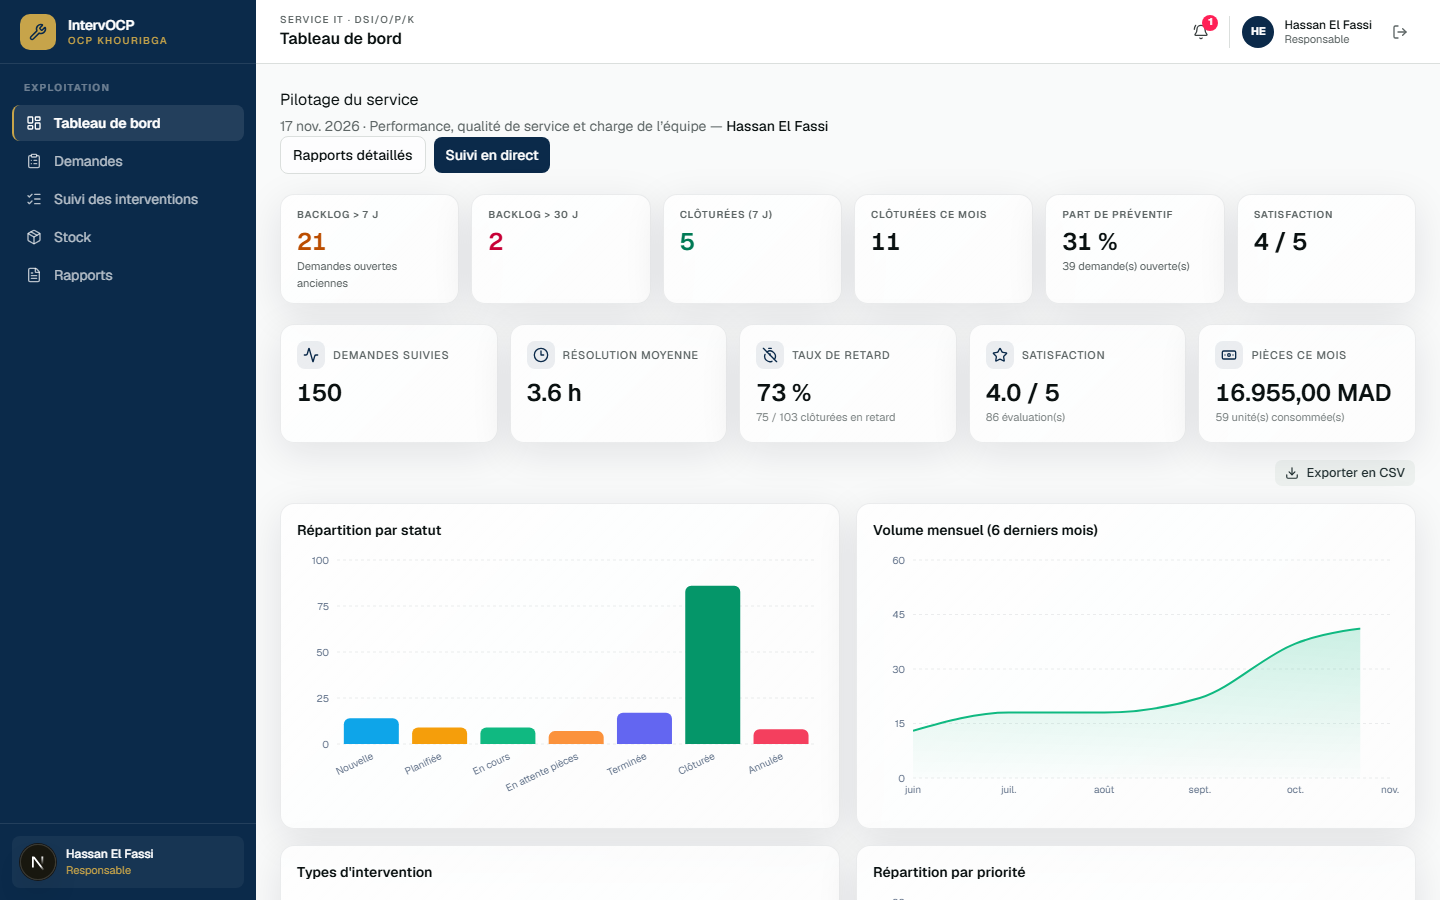 IntervOCP
OCP KHOURIBGA
EXPLOITATION
Tableau de bord
Demandes
Suivi des interventions
Stock
Rapports
N
Hassan El Fassi
Responsable
SERVICE IT · DSI/O/P/K
Tableau de bord
1
HE
Hassan El Fassi
Responsable
Pilotage du service
17 nov. 2026 · Performance, qualité de service et charge de l'équipe — Hassan El Fassi
Rapports détaillés
Suivi en direct
BACKLOG > 7 J
21
Demandes ouvertes
anciennes
BACKLOG > 30 J
2
CLÔTURÉES (7 J)
5
CLÔTURÉES CE MOIS
11
PART DE PRÉVENTIF
31 %
39 demande(s) ouverte(s)
SATISFACTION
4 / 5
DEMANDES SUIVIES
150
RÉSOLUTION MOYENNE
3.6 h
TAUX DE RETARD
73 %
75 / 103 clôturées en retard
SATISFACTION
4.0 / 5
86 évaluation(s)
PIÈCES CE MOIS
16.955,00 MAD
59 unité(s) consommée(s)
Exporter en CSV
Répartition par statut
100
75
50
25
0
Nouvelle
Planifiée
En cours
En attente pièces
Terminée
Clôturée
Annulée
Volume mensuel (6 derniers mois)
60
45
30
15
0
juin
juil.
août
sept.
oct.
nov.
Types d'intervention
Répartition par priorité